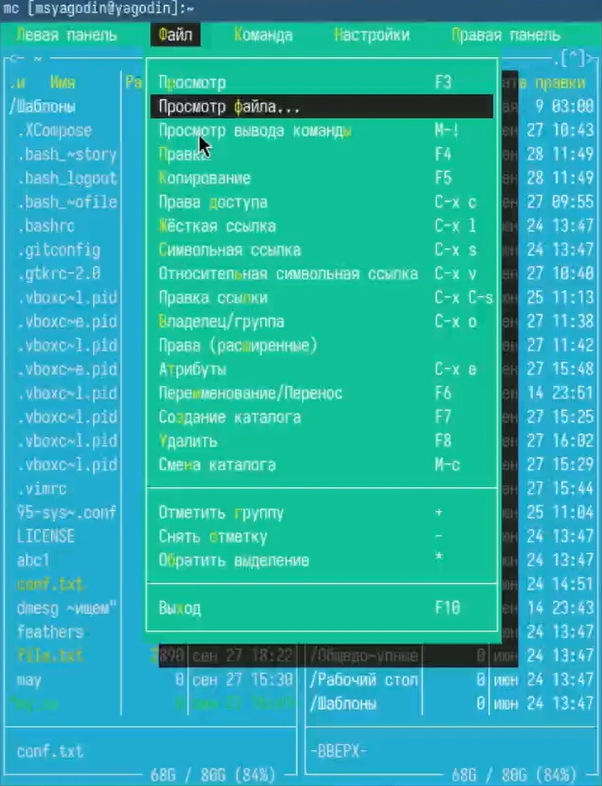 mc [msyagodin@yagodin]:~
Левая панель Файл Команда Настройки Правая панель
<- ~ .[^]>
.и Имя Ра правки
Просмотр F3
/Шаблоны Просмотр файла... 9 03:00
.XCompose Просмотр вывода команды M-! 27 10:43
.bash_~story Правка F4 28 11:49
.bash_logout Копирование F5 28 11:49
.bash_~ofile Права доступа C-x c 27 09:55
.bashrc Жёсткая ссылка C-x l 24 13:47
.gitconfig Символьная ссылка C-x s 24 13:47
.gtkrc-2.0 Относительная символьная ссылка C-x v 27 10:40
.vboxc~l.pid Правка ссылки C-x C-s 25 11:13
.vboxc~e.pid Владелец/группа C-x o 27 11:38
.vboxc~l.pid Права (расширенные) 27 11:42
.vboxc~e.pid Атрибуты C-x e 27 15:48
.vboxc~l.pid Переименование/Перенос F6 14 23:51
.vboxc~l.pid Создание каталога F7 27 15:25
.vboxc~l.pid Удалить F8 27 16:02
.vboxc~l.pid Смена каталога M-c 27 15:29
.vimrc 27 15:44
95-sys~.conf Отметить группу + 25 11:04
LICENSE Снять отметку - 24 13:47
abc1 Обратить выделение * 24 13:47
conf.txt 24 14:51
dmesg ~ищем" Выход F10 14 23:43
feathers 24 13:47
file.txt 7890 сен 27 18:22 /Общедо~упные 0 июн 24 13:47
may 0 сен 27 15:30 /Рабочий стол 0 июн 24 13:47
/Шаблоны 0 июн 24 13:47
conf.txt -ВВЕРХ-
68G / 80G (84%) 68G / 80G (84%)